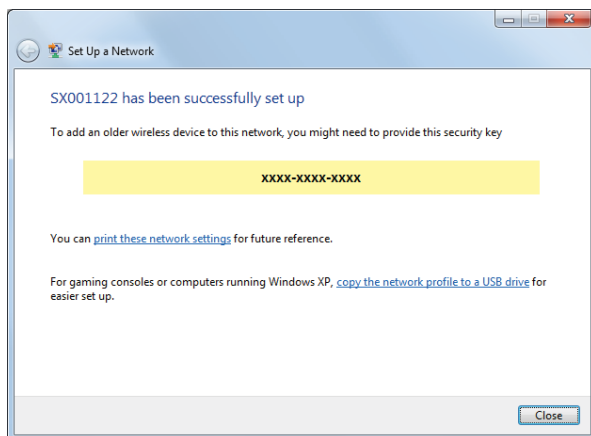 Set Up a Network
SX001122 has been successfully set up
To add an older wireless device to this network, you might need to provide this security key
xxxx-xxxx-xxxx
You can print these network settings for future reference.
For gaming consoles or computers running Windows XP, copy the network profile to a USB drive for
easier set up.
Close